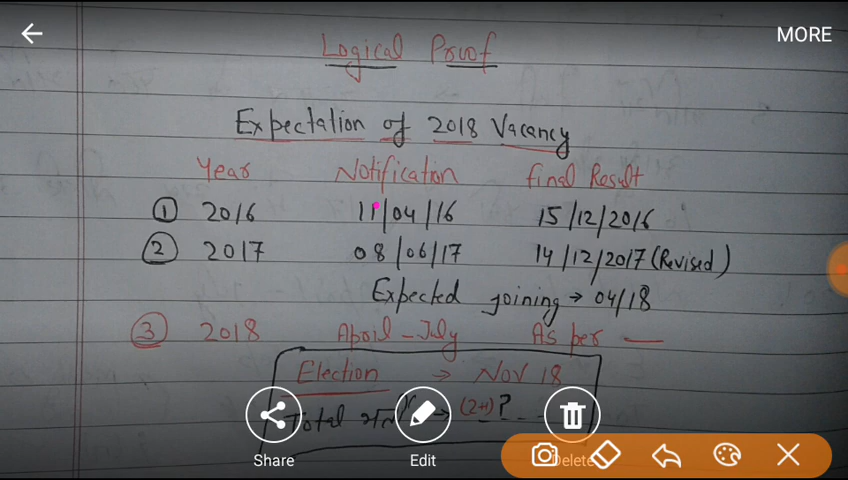 MORE
Logical Proof
Expectation of 2018 Vacancy
Year Notification final Result
① 2016 11/04/16 15/12/2016
② 2017 08/06/17 14/12/2017 (Revised)
Expected joining → 04/18
③ 2018 April - July As per —
Election → Nov 18
Total → (2+1) ?
Share Edit Delete